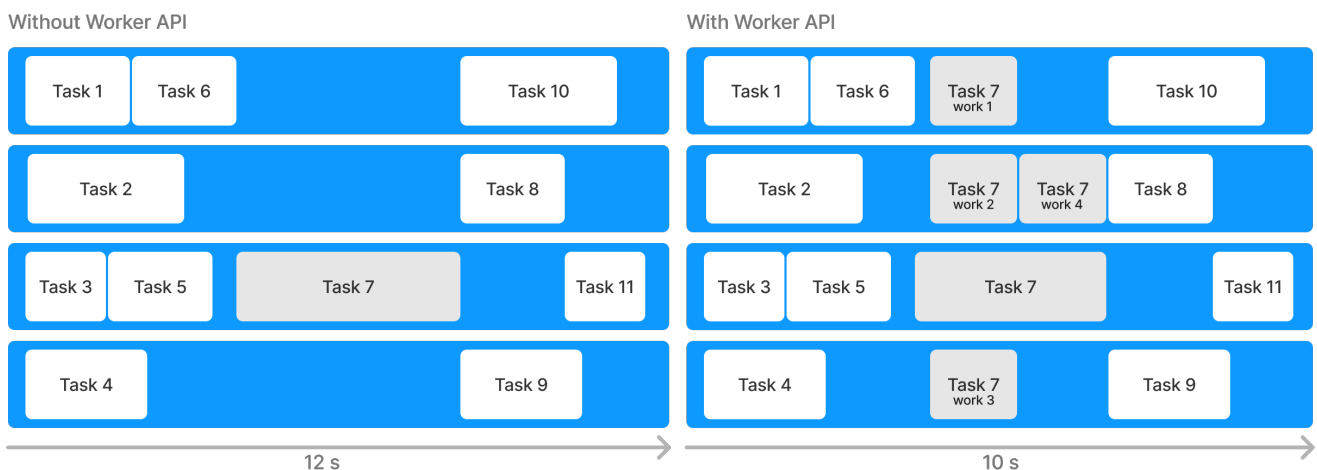 Without Worker API
Task 1
Task 6
Task 10
Task 2
Task 8
Task 3
Task 5
Task 7
Task 11
Task 4
Task 9
12 s
With Worker API
Task 1
Task 6
Task 7
work 1
Task 10
Task 2
Task 7
work 2
Task 7
work 4
Task 8
Task 3
Task 5
Task 7
Task 11
Task 4
Task 7
work 3
Task 9
10 s